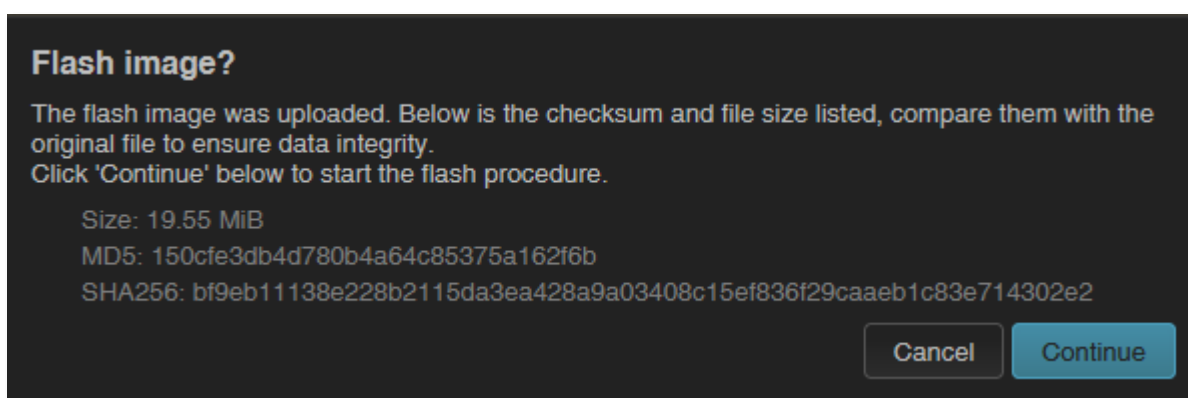 Flash image?
The flash image was uploaded. Below is the checksum and file size listed, compare them with the
original file to ensure data integrity.
Click 'Continue' below to start the flash procedure.
Size: 19.55 MiB
MD5: 150cfe3db4d780b4a64c85375a162f6b
SHA256: bf9eb11138e228b2115da3ea428a9a03408c15ef836f29caaeb1c83e714302e2
Cancel
Continue